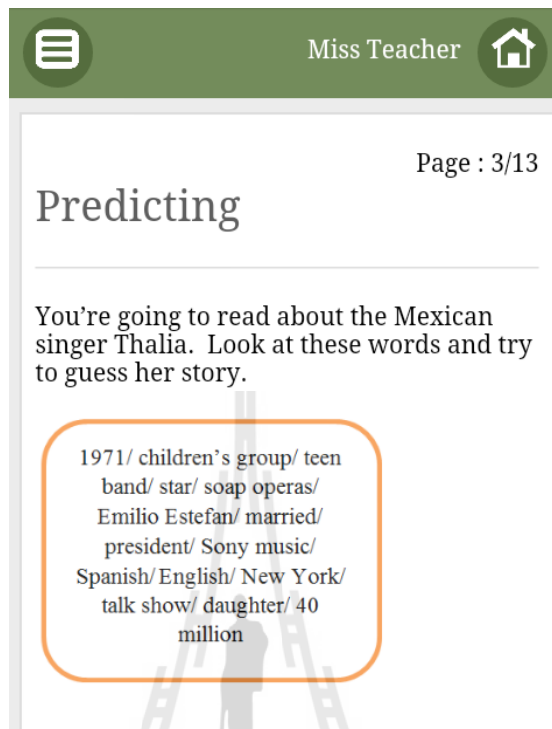 Miss Teacher
Page : 3/13
Predicting
You’re going to read about the Mexican
singer Thalia.  Look at these words and try
to guess her story.
1971/ children’s group/ teen
band/ star/ soap operas/
Emilio Estefan/ married/
president/ Sony music/
Spanish/ English/ New York/
talk show/ daughter/ 40
million